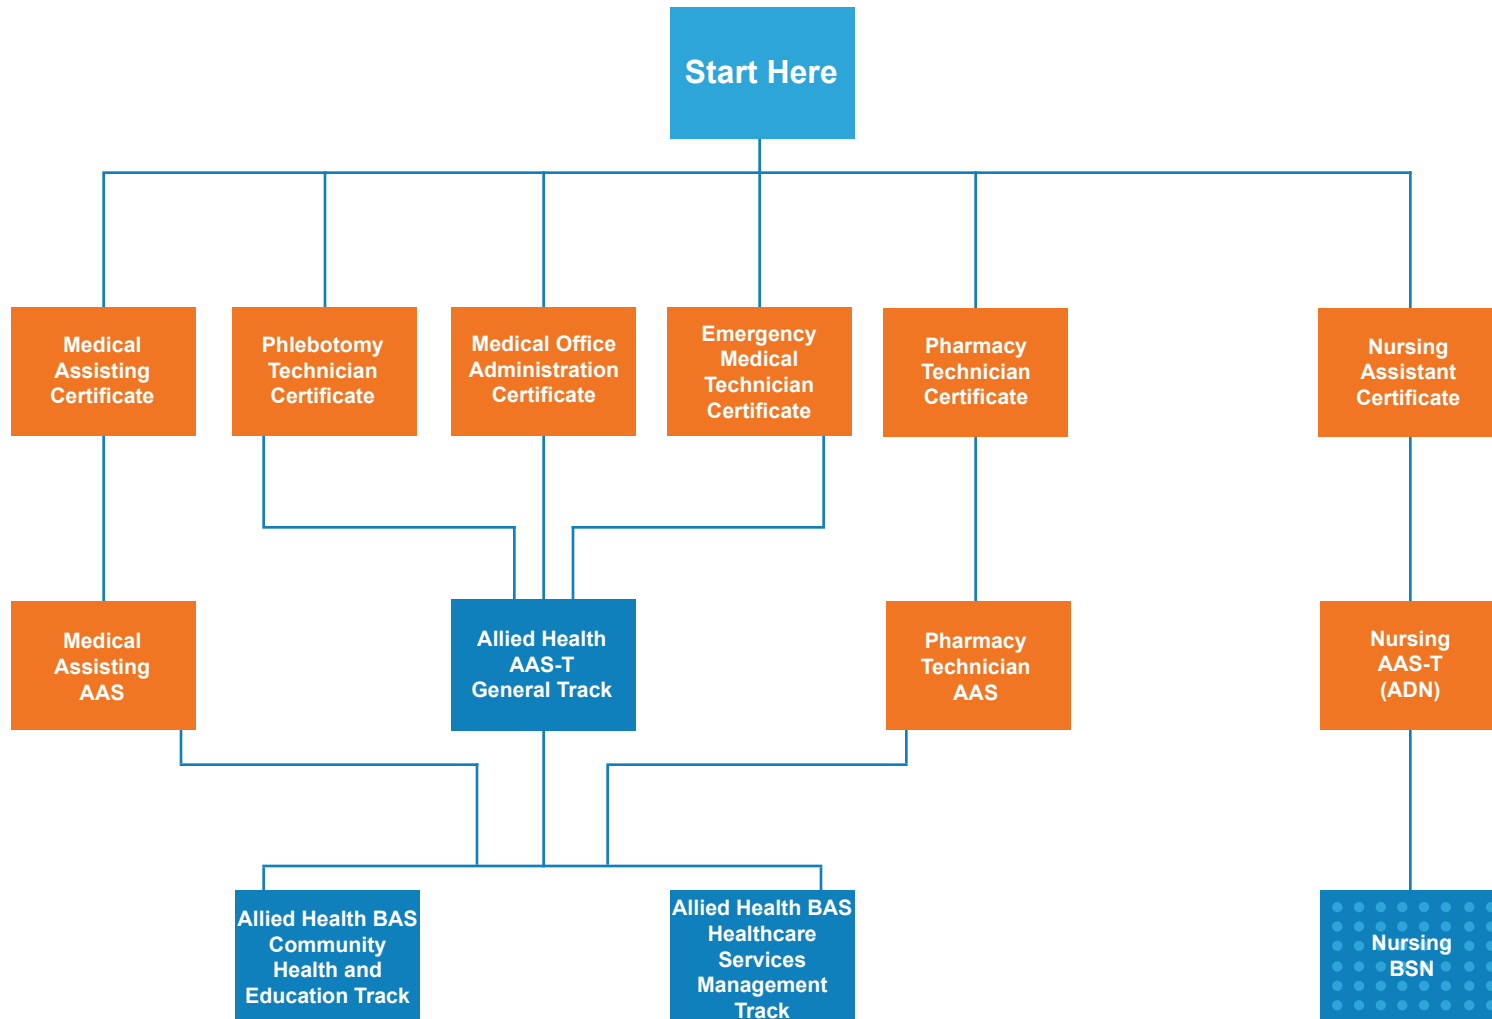 Start Here
Medical
Assisting
Certificate
Phlebotomy
Technician
Certificate
Medical Office
Administration
Certificate
Emergency
Medical
Technician
Certificate
Pharmacy
Technician
Certificate
Nursing
Assistant
Certificate
Medical
Assisting
AAS
Allied Health
AAS-T
General Track
Pharmacy
Technician
AAS
Nursing
AAS-T
(ADN)
Allied Health BAS
Community
Health and
Education Track
Allied Health BAS
Healthcare
Services
Management
Track
Nursing
BSN